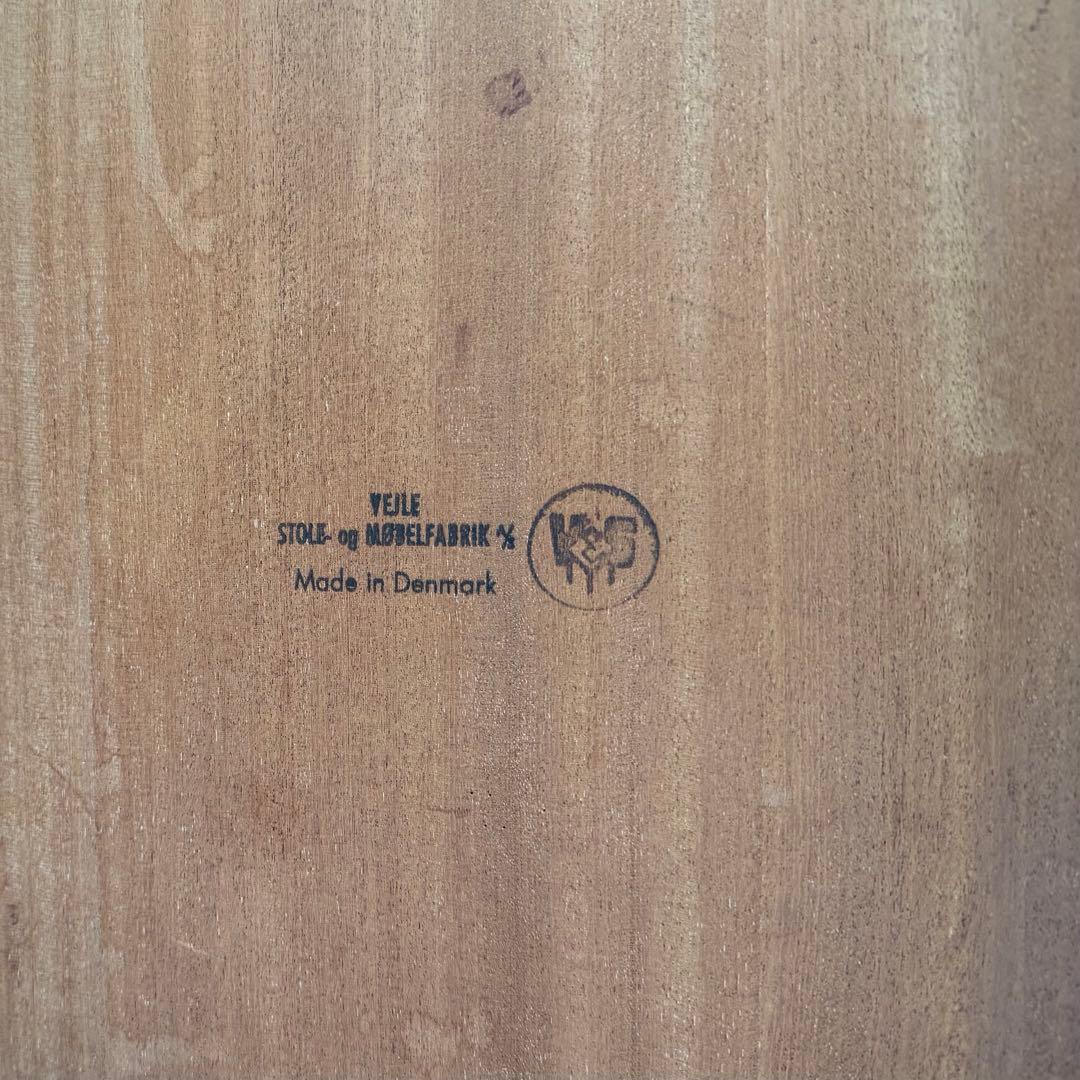 VEJLE
STOLE- og MØBELFABRIK A/S
Made in Denmark
V&S